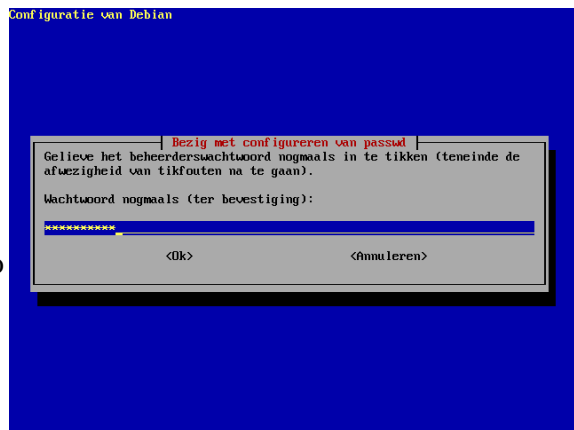 Configuratie van Debian
Bezig met configureren van passwd
Gelieve het beheerderswachtwoord nogmaals in te tikken (teneinde de
afwezigheid van tikfouten na te gaan).
Wachtwoord nogmaals (ter bevestiging):
**********
<Ok> <Annuleren>